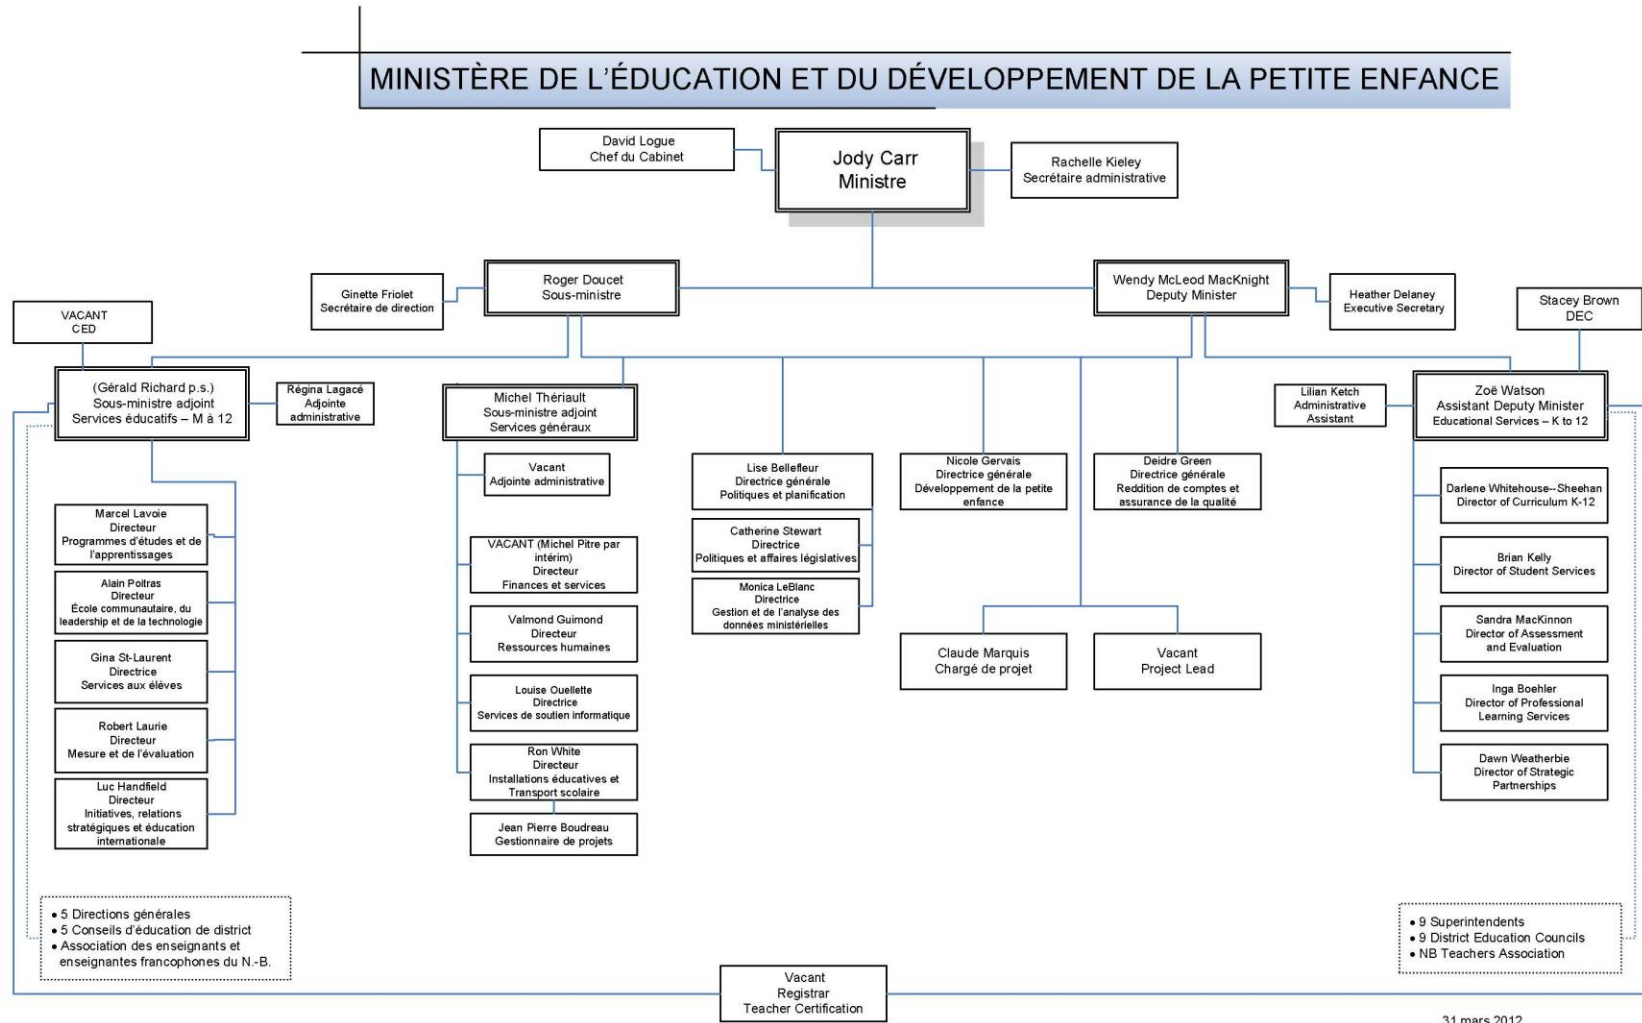 MINISTÈRE DE L'ÉDUCATION ET DU DÉVELOPPEMENT DE LA PETITE ENFANCE
David Logue
Chef du Cabinet
Jody Carr
Ministre
Rachelle Kieley
Secrétaire administrative
Ginette Friolet
Secrétaire de direction
Roger Doucet
Sous-ministre
Wendy McLeod MacKnight
Deputy Minister
Heather Delaney
Executive Secretary
VACANT
CED
Stacey Brown
DEC
(Gérald Richard p.s.)
Sous-ministre adjoint
Services éducatifs – M à 12
Régina Lagacé
Adjointe
administrative
Michel Thériault
Sous-ministre adjoint
Services généraux
Lilian Ketch
Administrative
Assistant
Zoë Watson
Assistant Deputy Minister
Educational Services – K to 12
Vacant
Adjointe administrative
Lise Bellefleur
Directrice générale
Politiques et planification
Nicole Gervais
Directrice générale
Développement de la petite
enfance
Deidre Green
Directrice générale
Reddition de comptes et
assurance de la qualité
Marcel Lavoie
Directeur
Programmes d'études et de
l'apprentissages
Alain Poitras
Directeur
École communautaire, du
leadership et de la technologie
Gina St-Laurent
Directrice
Services aux élèves
Robert Laurie
Directeur
Mesure et de l'évaluation
Luc Handfield
Directeur
Initiatives, relations
stratégiques et éducation
internationale
VACANT (Michel Pitre par
intérim)
Directeur
Finances et services
Valmond Guimond
Directeur
Ressources humaines
Louise Ouellette
Directrice
Services de soutien informatique
Ron White
Directeur
Installations éducatives et
Transport scolaire
Jean Pierre Boudreau
Gestionnaire de projets
Catherine Stewart
Directrice
Politiques et affaires législatives
Monica LeBlanc
Directrice
Gestion et de l'analyse des
données ministérielles
Claude Marquis
Chargé de projet
Vacant
Project Lead
Darlene Whitehouse--Sheehan
Director of Curriculum K-12
Brian Kelly
Director of Student Services
Sandra MacKinnon
Director of Assessment
and Evaluation
Inga Boehler
Director of Professional
Learning Services
Dawn Weatherbie
Director of Strategic
Partnerships
• 5 Directions générales
• 5 Conseils d'éducation de district
• Association des enseignants et
enseignantes francophones du N.-B.
• 9 Superintendents
• 9 District Education Councils
• NB Teachers Association
Vacant
Registrar
Teacher Certification
31 mars 2012